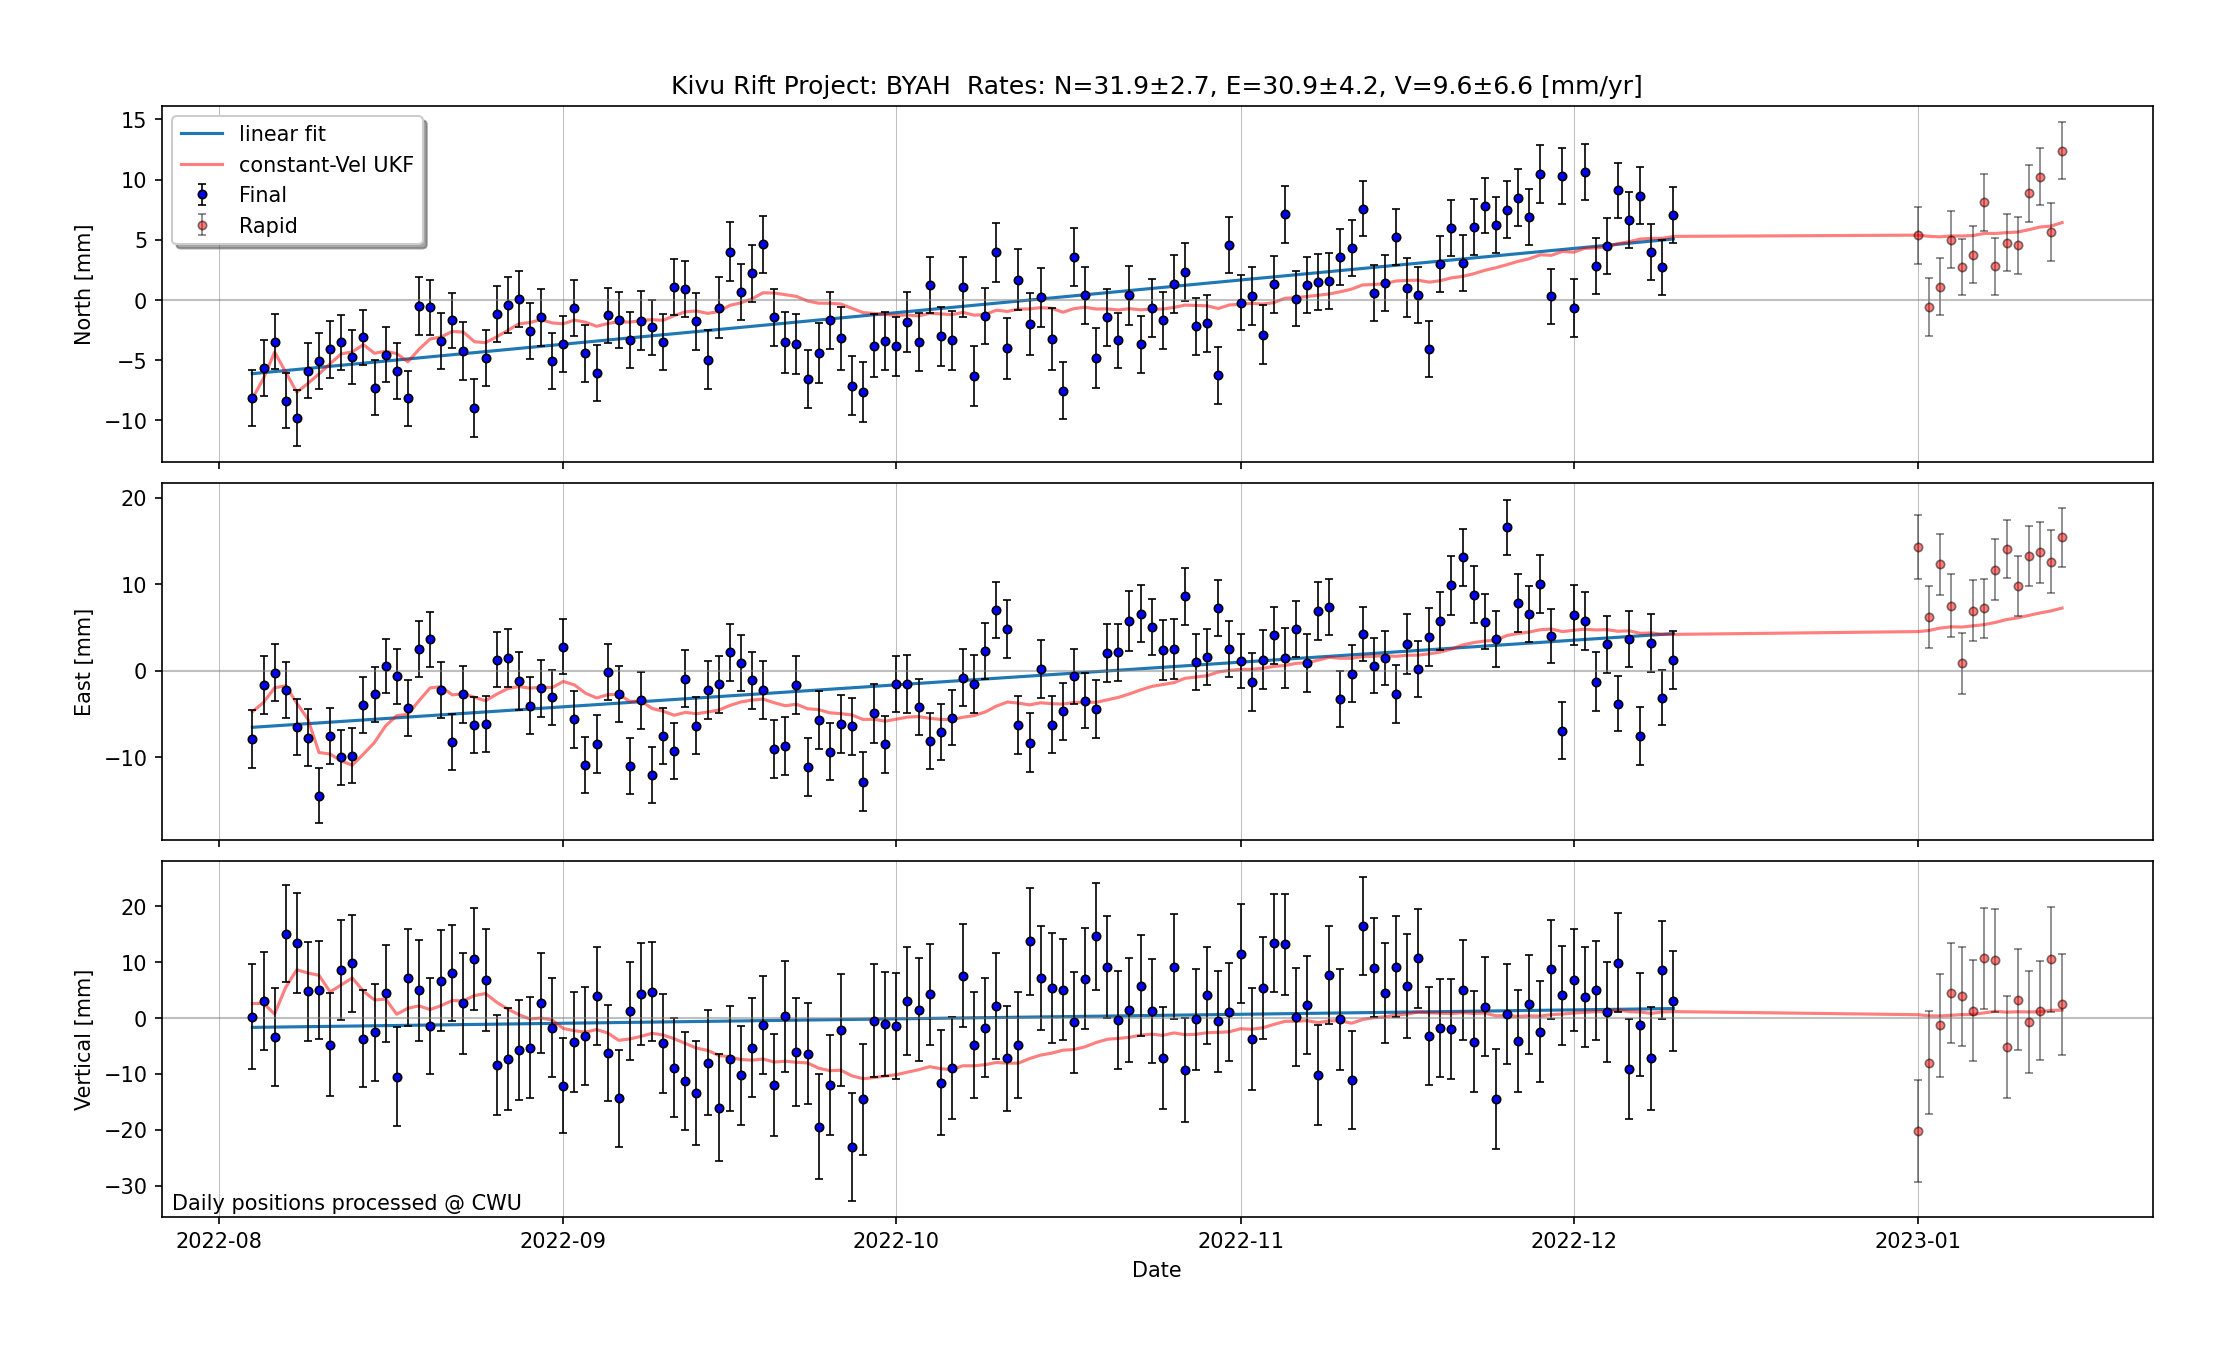 Kivu Rift Project: BYAH  Rates: N=31.9±2.7, E=30.9±4.2, V=9.6±6.6 [mm/yr]
linear fit
constant-Vel UKF
Final
Rapid
North [mm]
15
10
5
0
−5
−10
East [mm]
20
10
0
−10
Vertical [mm]
20
10
0
−10
−20
−30
Daily positions processed @ CWU
2022-08 2022-09 2022-10 2022-11 2022-12 2023-01
Date